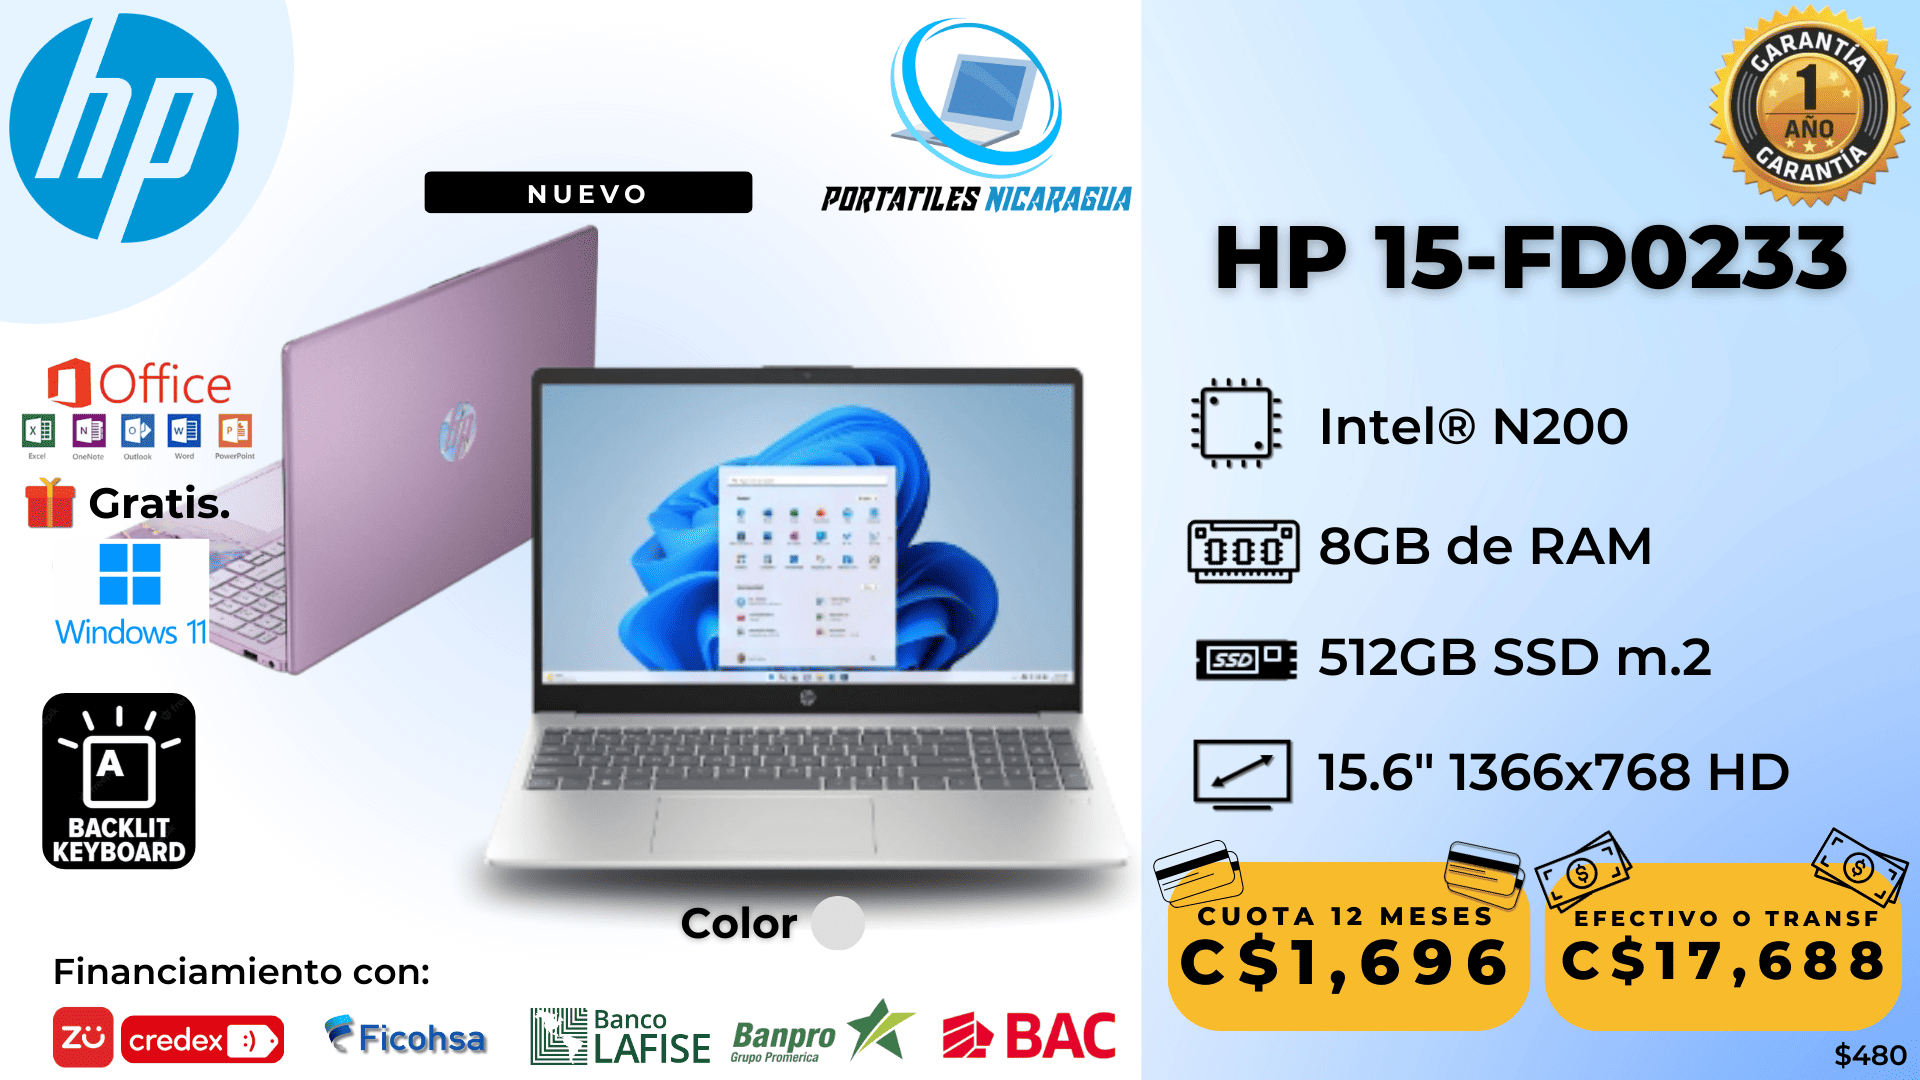 hp
NUEVO
PORTATILES NICARAGUA
GARANTÍA
1
AÑO
GARANTÍA
HP 15-FD0233
Office
Excel OneNote Outlook Word PowerPoint
Gratis.
Windows 11
A
BACKLIT
KEYBOARD
Intel® N200
8GB de RAM
SSD
512GB SSD m.2
15.6" 1366x768 HD
Color
Financiamiento con:
ZU
credex :)
Ficohsa
Banco
LAFISE
Banpro
Grupo Promerica
BAC
CUOTA 12 MESES
C$1,696
EFECTIVO O TRANSF
C$17,688
$480